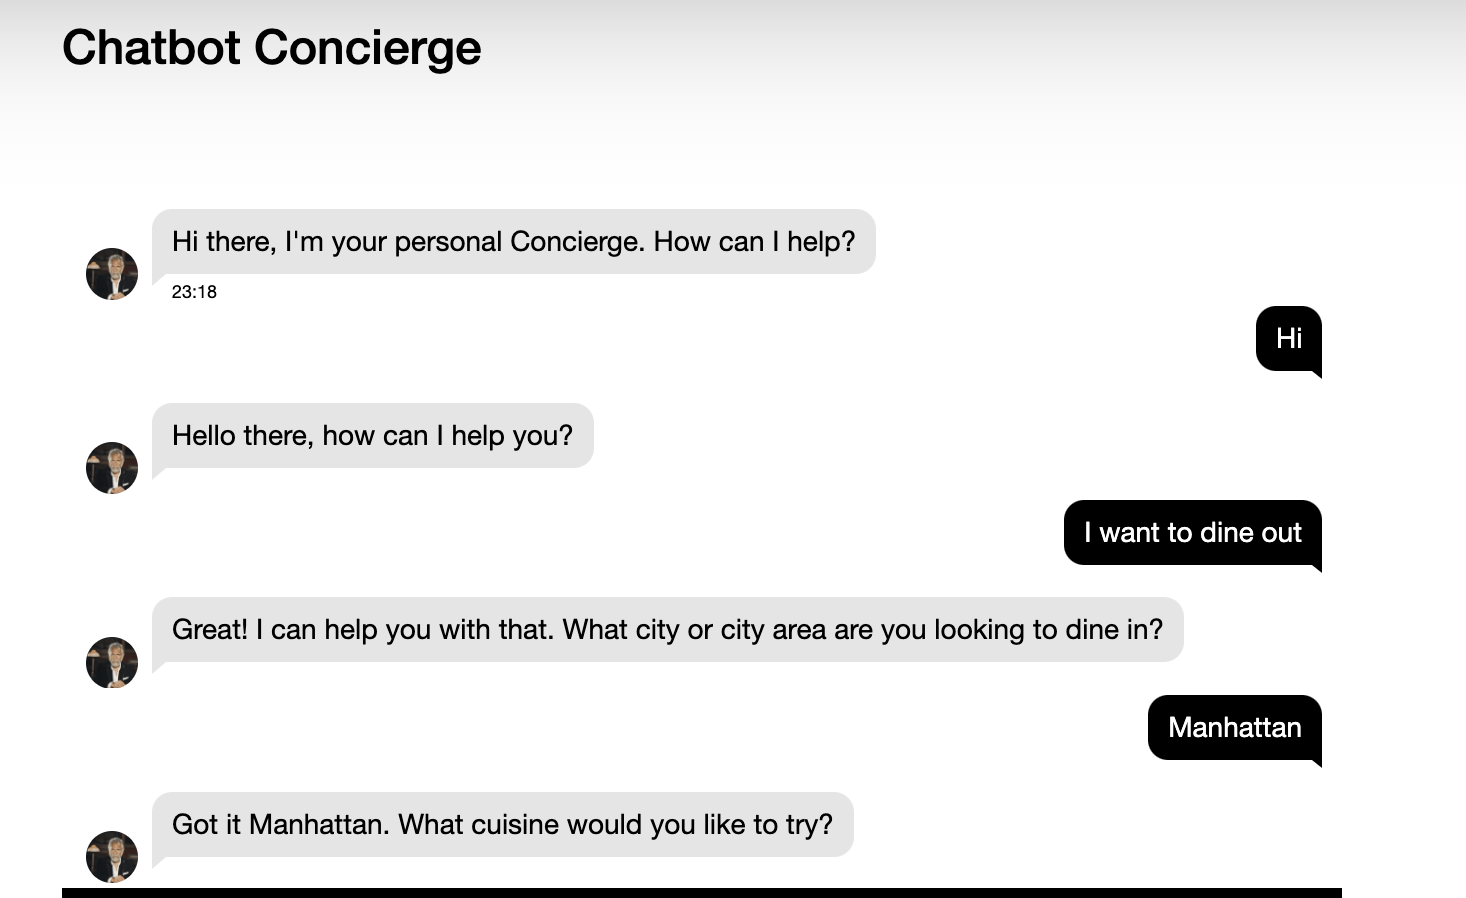 Chatbot Concierge
Hi there, I'm your personal Concierge. How can I help?
23:18
Hi
Hello there, how can I help you?
I want to dine out
Great! I can help you with that. What city or city area are you looking to dine in?
Manhattan
Got it Manhattan. What cuisine would you like to try?